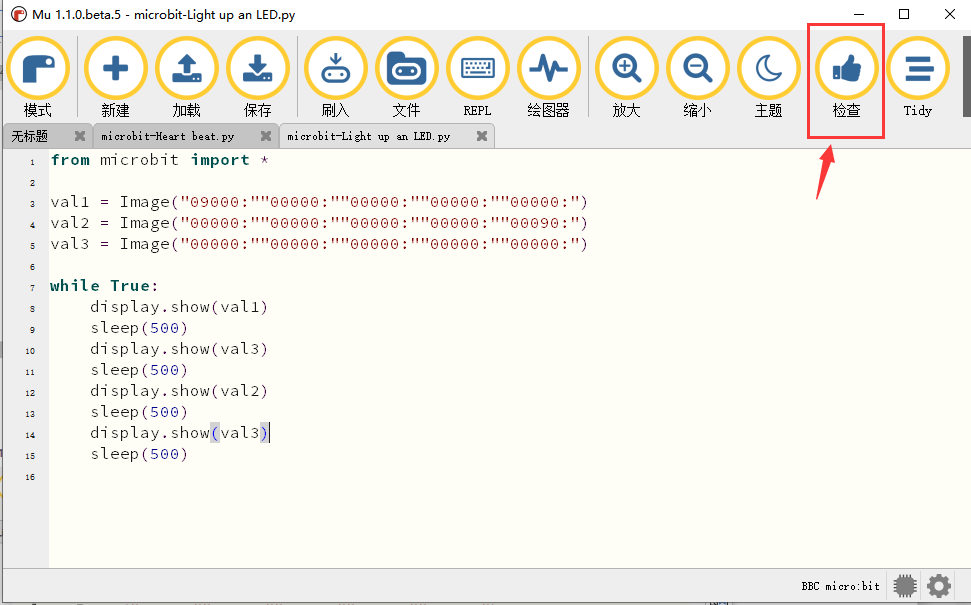 Mu 1.1.0.beta.5 - microbit-Light up an LED.py
模式 新建 加载 保存 刷入 文件 REPL 绘图器 放大 缩小 主题 检查 Tidy
无标题 microbit-Heart beat.py microbit-Light up an LED.py
1 from microbit import *
2
3 val1 = Image("09000:""00000:""00000:""00000:""00000:")
4 val2 = Image("00000:""00000:""00000:""00000:""00090:")
5 val3 = Image("00000:""00000:""00000:""00000:""00000:")
6
7 while True:
8     display.show(val1)
9     sleep(500)
10     display.show(val3)
11     sleep(500)
12     display.show(val2)
13     sleep(500)
14     display.show(val3)
15     sleep(500)
16
BBC micro:bit